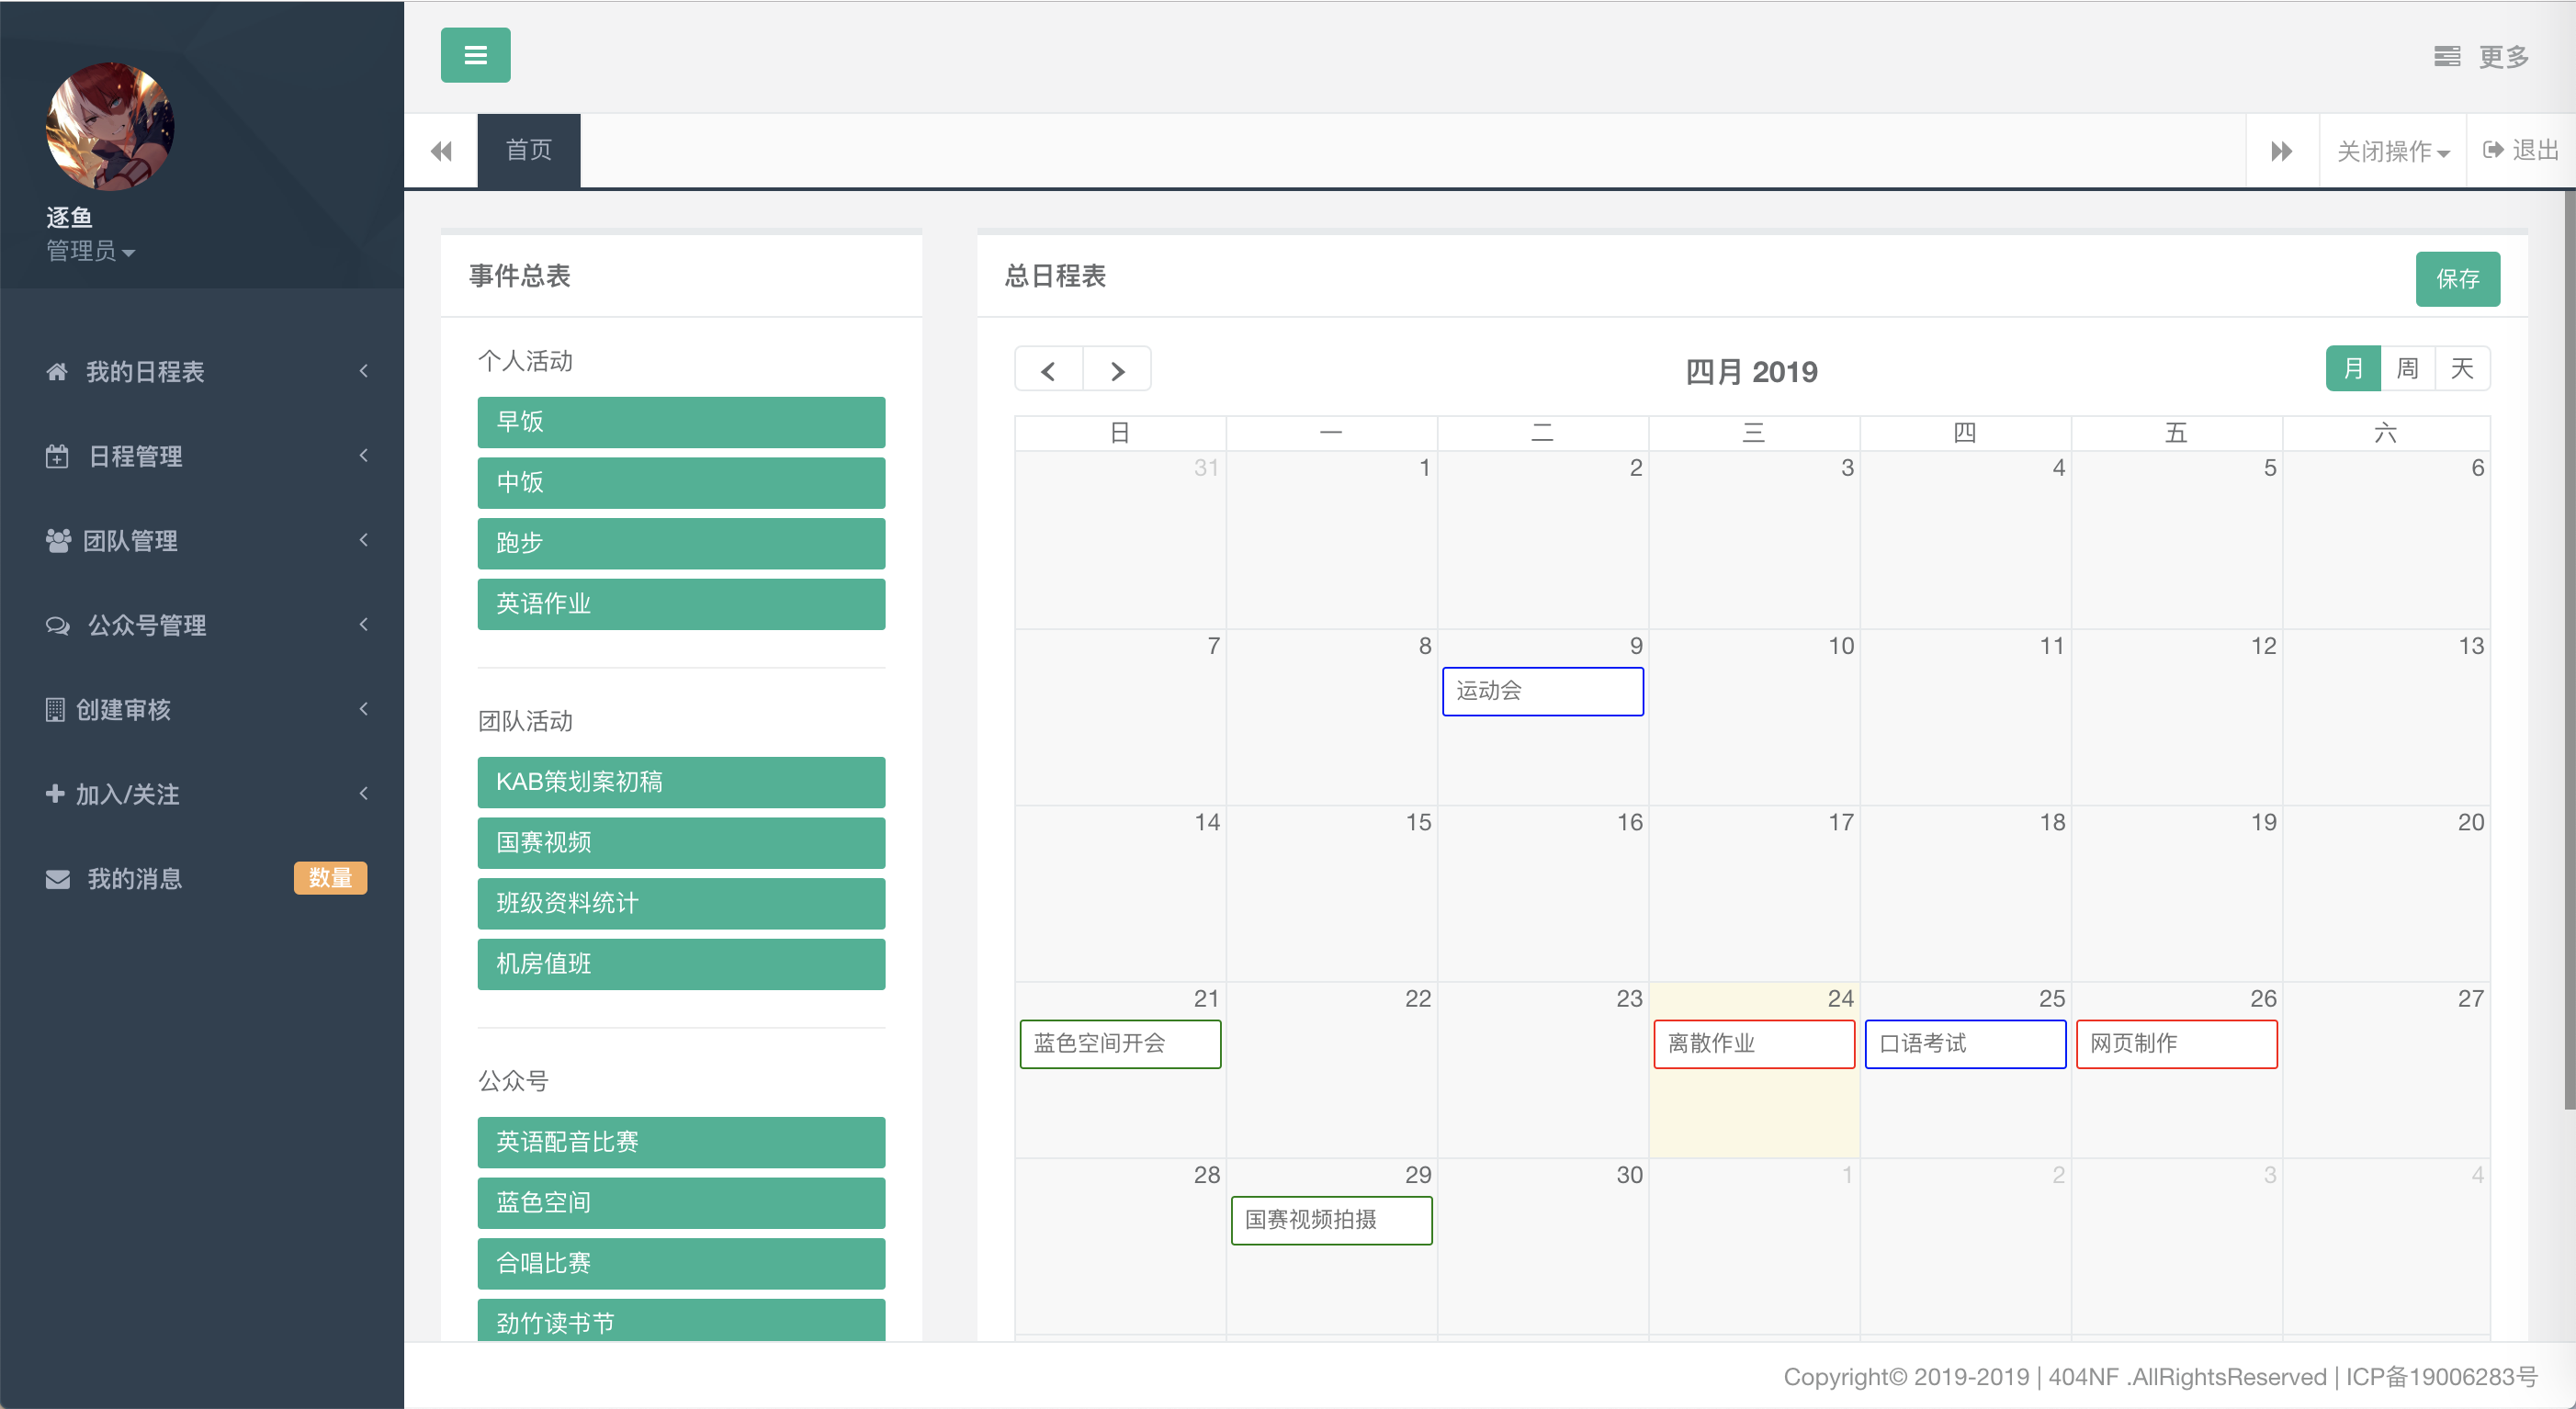 更多
首页
关闭操作
退出
逐鱼
管理员
我的日程表
日程管理
团队管理
公众号管理
创建审核
加入/关注
我的消息 数量
事件总表
个人活动
早饭
中饭
跑步
英语作业
团队活动
KAB策划案初稿
国赛视频
班级资料统计
机房值班
公众号
英语配音比赛
蓝色空间
合唱比赛
劲竹读书节
总日程表
保存
四月 2019
月 周 天
日 一 二 三 四 五 六
31 1 2 3 4 5 6
7 8 9 10 11 12 13
运动会
14 15 16 17 18 19 20
21 22 23 24 25 26 27
蓝色空间开会 离散作业 口语考试 网页制作
28 29 30 1 2 3 4
国赛视频拍摄
Copyright© 2019-2019 | 404NF .AllRightsReserved | ICP备19006283号